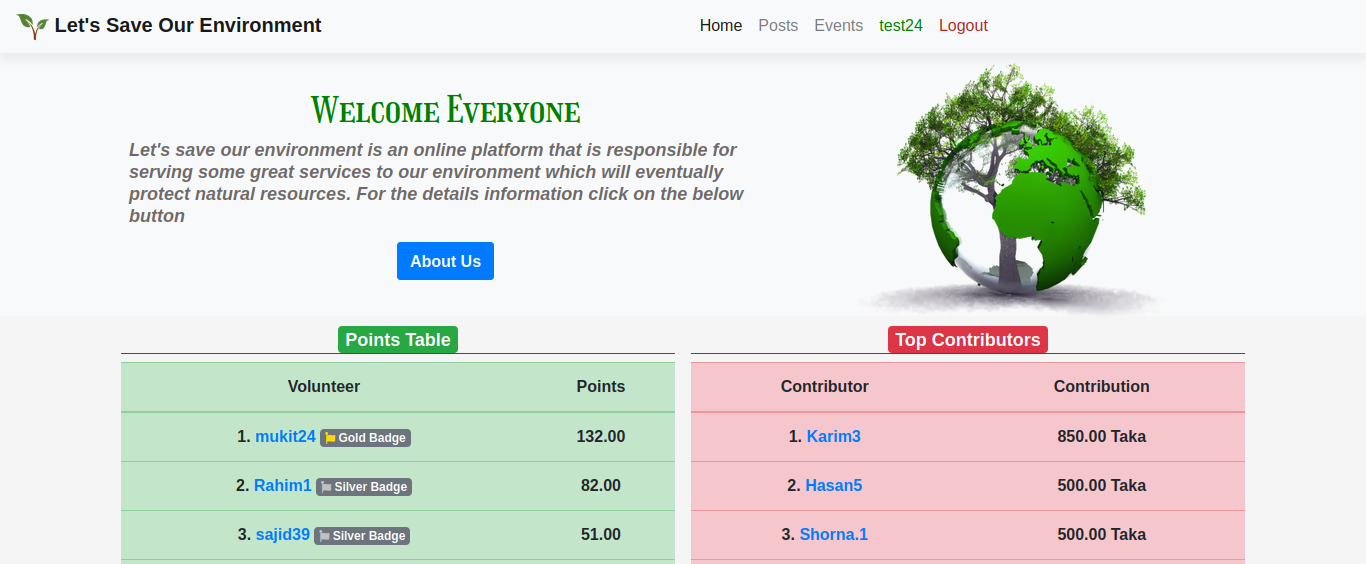 Let's Save Our Environment
Home Posts Events test24 Logout
Welcome Everyone
Let's save our environment is an online platform that is responsible for
serving some great services to our environment which will eventually
protect natural resources. For the details information click on the below
button
About Us
Points Table
Volunteer Points
1. mukit24 Gold Badge 132.00
2. Rahim1 Silver Badge 82.00
3. sajid39 Silver Badge 51.00
Top Contributors
Contributor Contribution
1. Karim3 850.00 Taka
2. Hasan5 500.00 Taka
3. Shorna.1 500.00 Taka